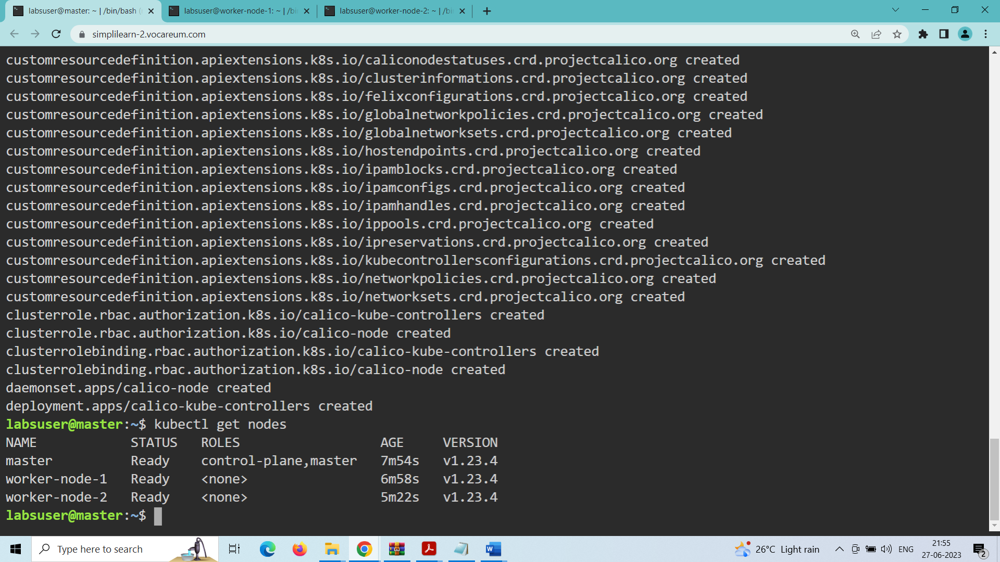 labsuser@master: ~ | /bin/bash
labsuser@worker-node-1: ~ | /bi
labsuser@worker-node-2: ~ | /bi
simplilearn-2.vocareum.com
customresourcedefinition.apiextensions.k8s.io/caliconodestatuses.crd.projectcalico.org created
customresourcedefinition.apiextensions.k8s.io/clusterinformations.crd.projectcalico.org created
customresourcedefinition.apiextensions.k8s.io/felixconfigurations.crd.projectcalico.org created
customresourcedefinition.apiextensions.k8s.io/globalnetworkpolicies.crd.projectcalico.org created
customresourcedefinition.apiextensions.k8s.io/globalnetworksets.crd.projectcalico.org created
customresourcedefinition.apiextensions.k8s.io/hostendpoints.crd.projectcalico.org created
customresourcedefinition.apiextensions.k8s.io/ipamblocks.crd.projectcalico.org created
customresourcedefinition.apiextensions.k8s.io/ipamconfigs.crd.projectcalico.org created
customresourcedefinition.apiextensions.k8s.io/ipamhandles.crd.projectcalico.org created
customresourcedefinition.apiextensions.k8s.io/ippools.crd.projectcalico.org created
customresourcedefinition.apiextensions.k8s.io/ipreservations.crd.projectcalico.org created
customresourcedefinition.apiextensions.k8s.io/kubecontrollersconfigurations.crd.projectcalico.org created
customresourcedefinition.apiextensions.k8s.io/networkpolicies.crd.projectcalico.org created
customresourcedefinition.apiextensions.k8s.io/networksets.crd.projectcalico.org created
clusterrole.rbac.authorization.k8s.io/calico-kube-controllers created
clusterrole.rbac.authorization.k8s.io/calico-node created
clusterrolebinding.rbac.authorization.k8s.io/calico-kube-controllers created
clusterrolebinding.rbac.authorization.k8s.io/calico-node created
daemonset.apps/calico-node created
deployment.apps/calico-kube-controllers created
labsuser@master:~$ kubectl get nodes
NAME STATUS ROLES AGE VERSION
master Ready control-plane,master 7m54s v1.23.4
worker-node-1 Ready <none> 6m58s v1.23.4
worker-node-2 Ready <none> 5m22s v1.23.4
labsuser@master:~$
Type here to search
26°C Light rain
ENG
21:55
27-06-2023
2